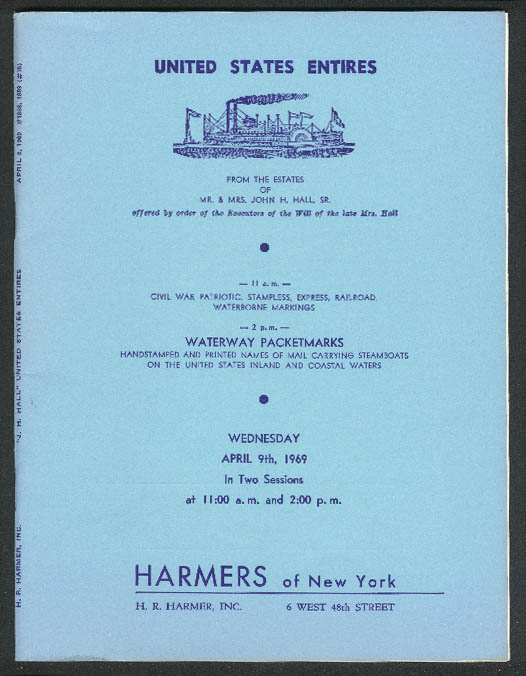 UNITED STATES ENTIRES
FROM THE ESTATES
OF
MR. & MRS. JOHN H. HALL, SR.
offered by order of the Executors of the Will of the late Mrs. Hall
— 11 a. m. —
CIVIL WAR PATRIOTIC, STAMPLESS, EXPRESS, RAILROAD,
WATERBORNE MARKINGS
— 2 p. m. —
WATERWAY PACKETMARKS
HANDSTAMPED AND PRINTED NAMES OF MAIL CARRYING STEAMBOATS
ON THE UNITED STATES INLAND AND COASTAL WATERS
WEDNESDAY
APRIL 9th, 1969
In Two Sessions
at 11:00 a. m. and 2:00 p. m.
HARMERS of New York
H. R. HARMER, INC. 6 WEST 48th STREET
H. R. HARMER, INC. "J. H. HALL" UNITED STATES ENTIRES APRIL 9, 1969